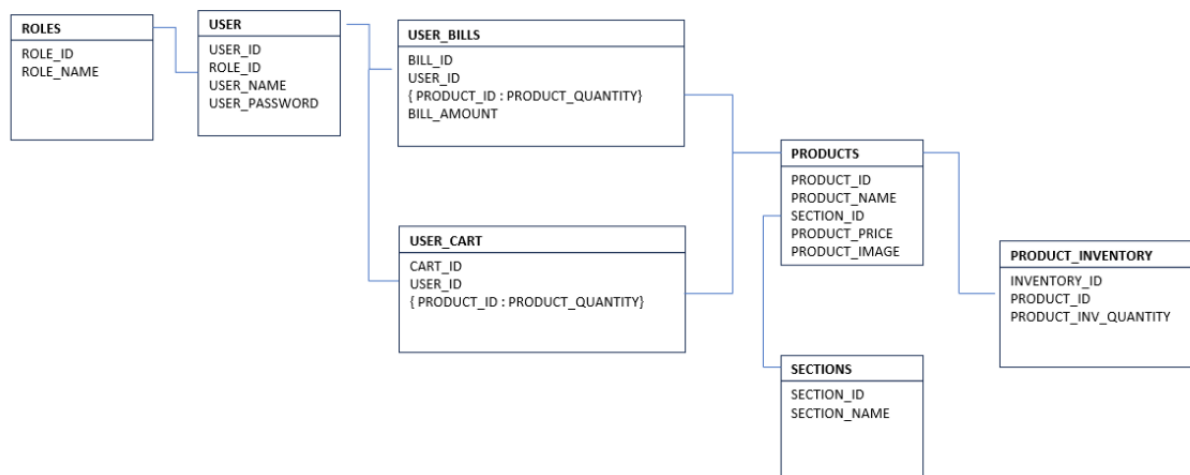 ROLES
ROLE_ID
ROLE_NAME
USER
USER_ID
ROLE_ID
USER_NAME
USER_PASSWORD
USER_BILLS
BILL_ID
USER_ID
{ PRODUCT_ID : PRODUCT_QUANTITY}
BILL_AMOUNT
USER_CART
CART_ID
USER_ID
{ PRODUCT_ID : PRODUCT_QUANTITY}
PRODUCTS
PRODUCT_ID
PRODUCT_NAME
SECTION_ID
PRODUCT_PRICE
PRODUCT_IMAGE
SECTIONS
SECTION_ID
SECTION_NAME
PRODUCT_INVENTORY
INVENTORY_ID
PRODUCT_ID
PRODUCT_INV_QUANTITY